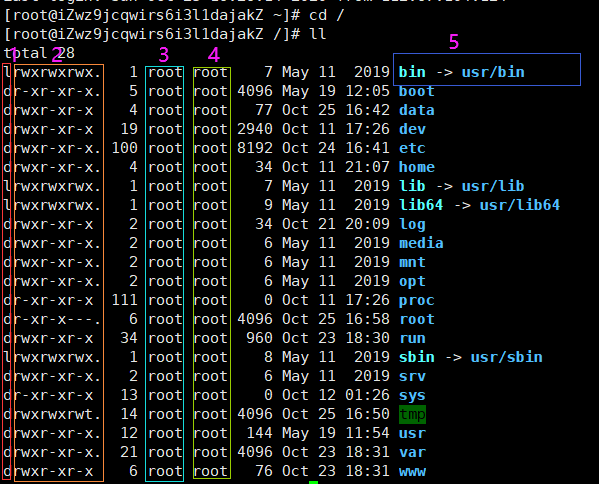 [root@iZwz9jcqwirs6i3l1dajakZ ~]# cd /
[root@iZwz9jcqwirs6i3l1dajakZ /]# ll
total 28
1 2 3 4 5
lrwxrwxrwx. 1 root root 7 May 11 2019 bin -> usr/bin
dr-xr-xr-x. 5 root root 4096 May 19 12:05 boot
drwxr-xr-x 4 root root 77 Oct 25 16:42 data
drwxr-xr-x 19 root root 2940 Oct 11 17:26 dev
drwxr-xr-x. 100 root root 8192 Oct 24 16:41 etc
drwxr-xr-x. 4 root root 34 Oct 11 21:07 home
lrwxrwxrwx. 1 root root 7 May 11 2019 lib -> usr/lib
lrwxrwxrwx. 1 root root 9 May 11 2019 lib64 -> usr/lib64
drwxr-xr-x 2 root root 34 Oct 21 20:09 log
drwxr-xr-x. 2 root root 6 May 11 2019 media
drwxr-xr-x. 2 root root 6 May 11 2019 mnt
drwxr-xr-x. 2 root root 6 May 11 2019 opt
dr-xr-xr-x 111 root root 0 Oct 11 17:26 proc
dr-xr-x---. 6 root root 4096 Oct 25 16:58 root
drwxr-xr-x 34 root root 960 Oct 23 18:30 run
lrwxrwxrwx. 1 root root 8 May 11 2019 sbin -> usr/sbin
drwxr-xr-x. 2 root root 6 May 11 2019 srv
dr-xr-xr-x 13 root root 0 Oct 12 01:26 sys
drwxrwxrwt. 14 root root 4096 Oct 25 16:50 tmp
drwxr-xr-x. 12 root root 144 May 19 11:54 usr
drwxr-xr-x. 21 root root 4096 Oct 23 18:31 var
drwxr-xr-x 6 root root 76 Oct 23 18:31 www